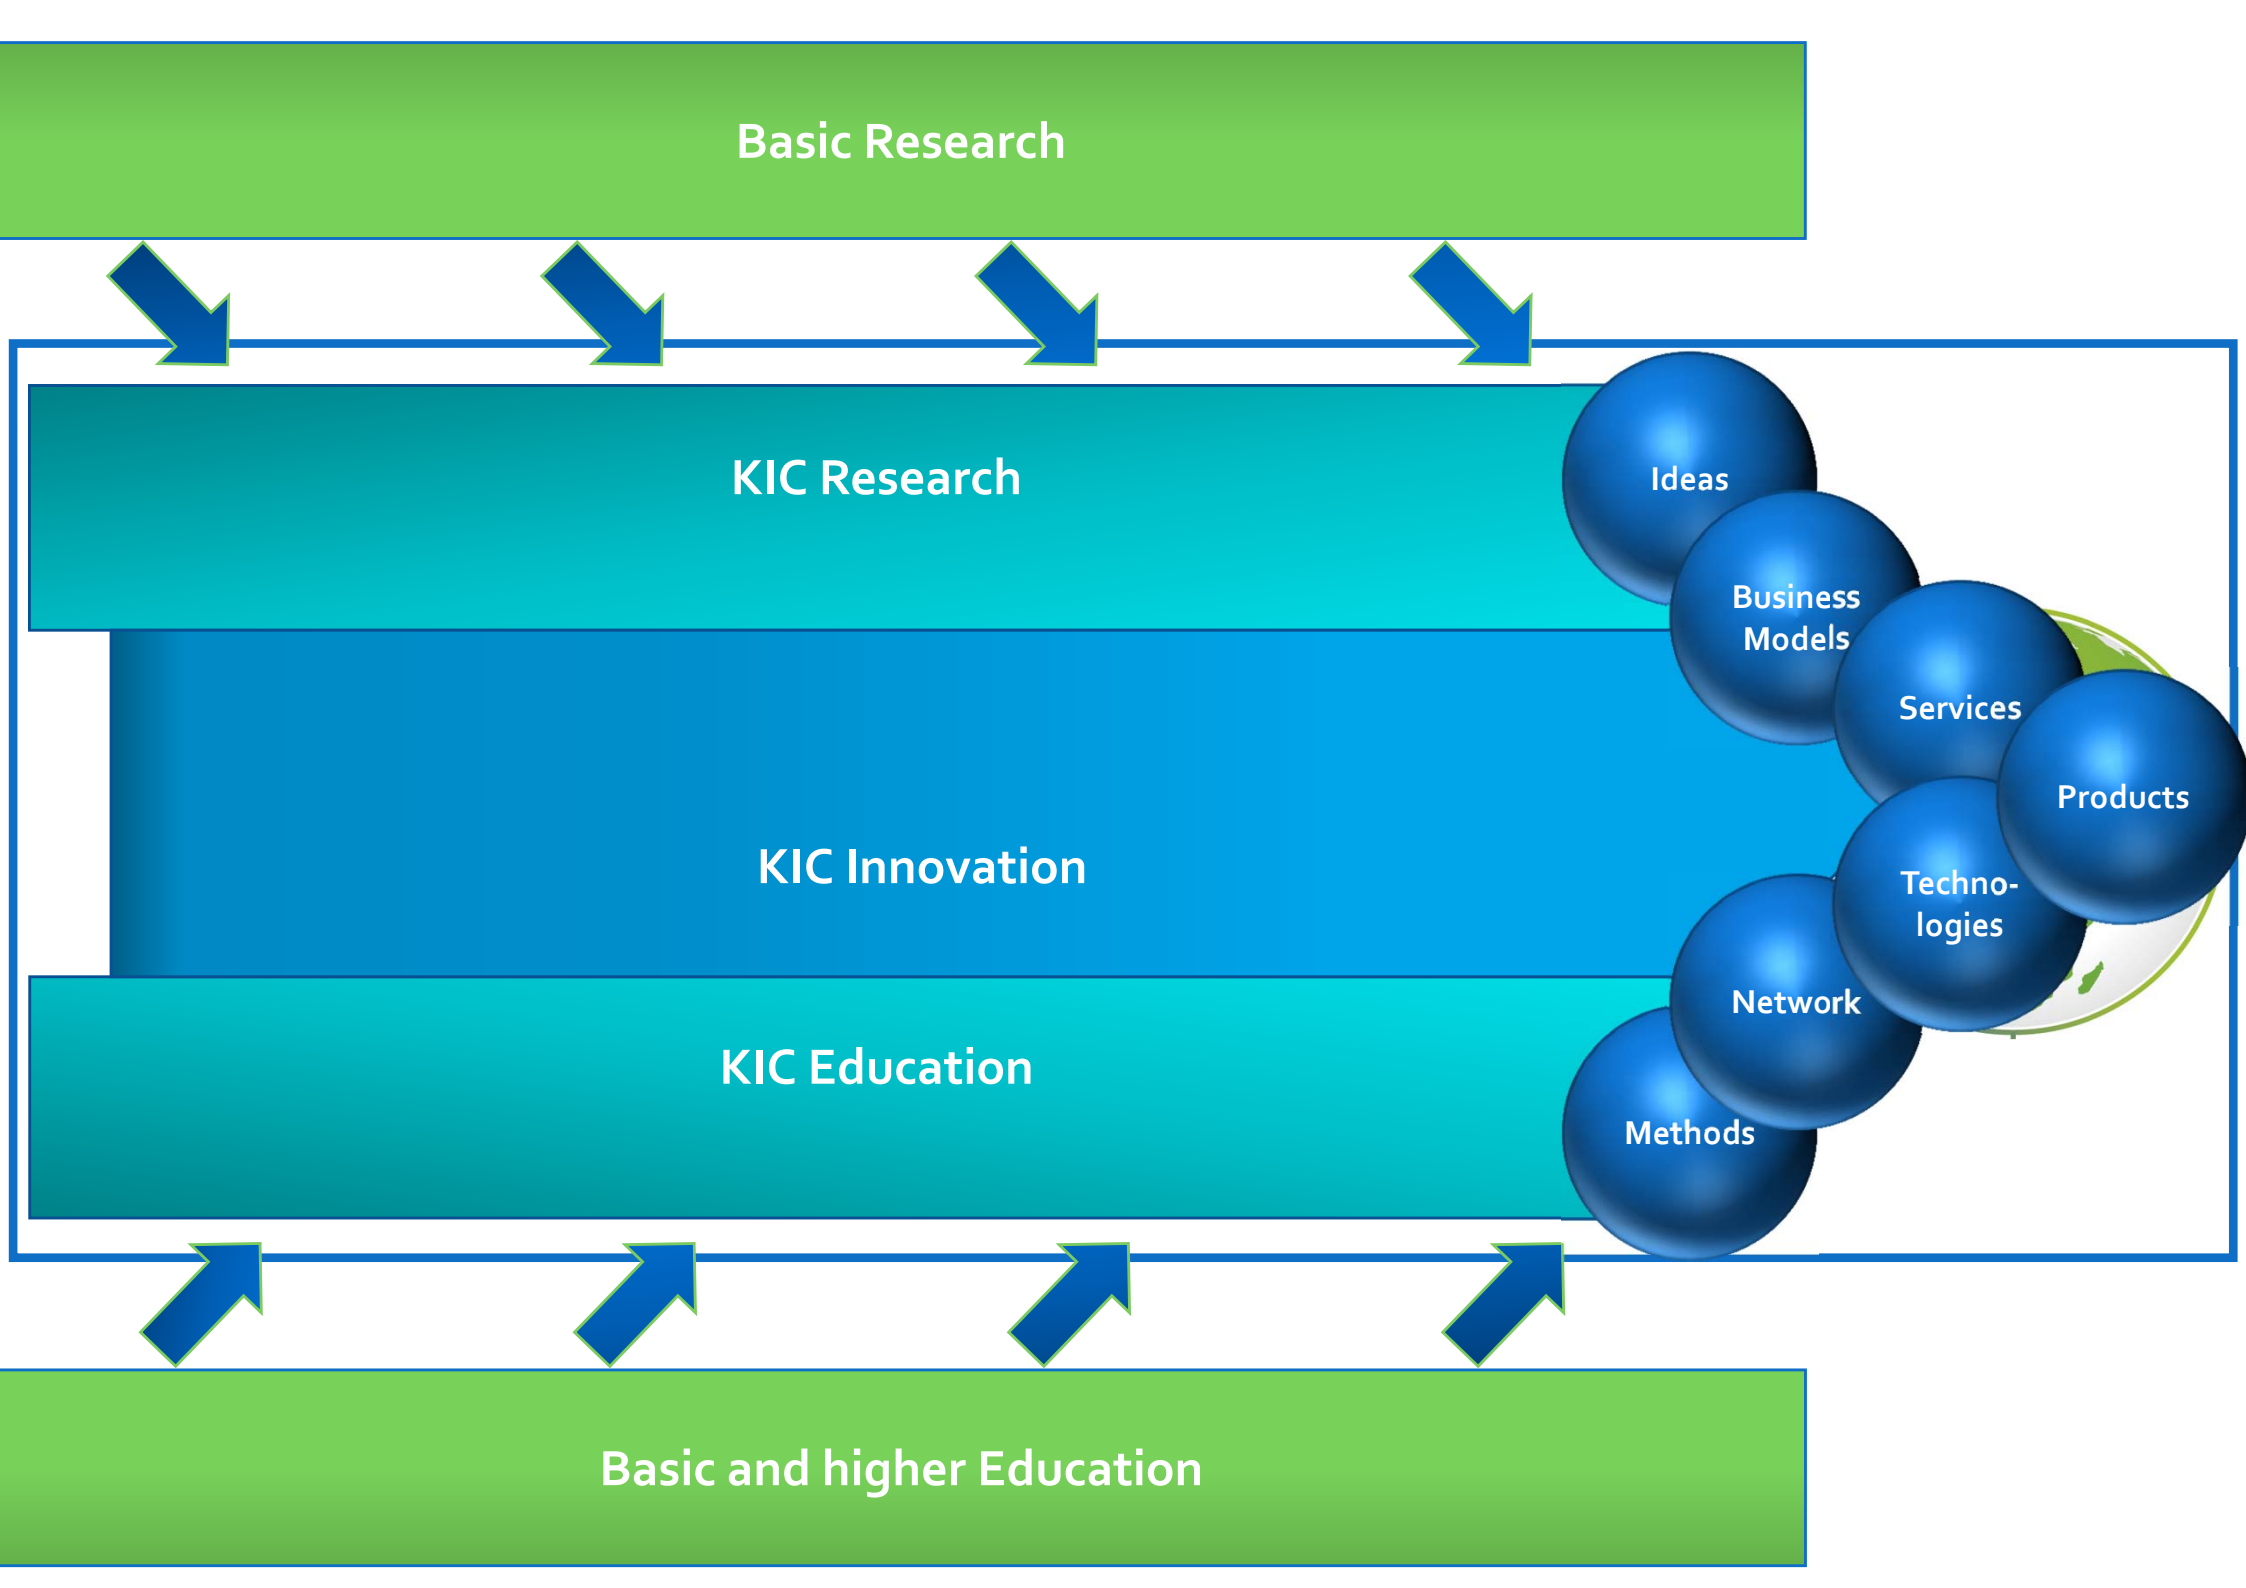 Basic Research
KIC Research
Ideas
Business
Models
Services
Products
KIC Innovation
Techno-
logies
Network
KIC Education
Methods
Basic and higher Education